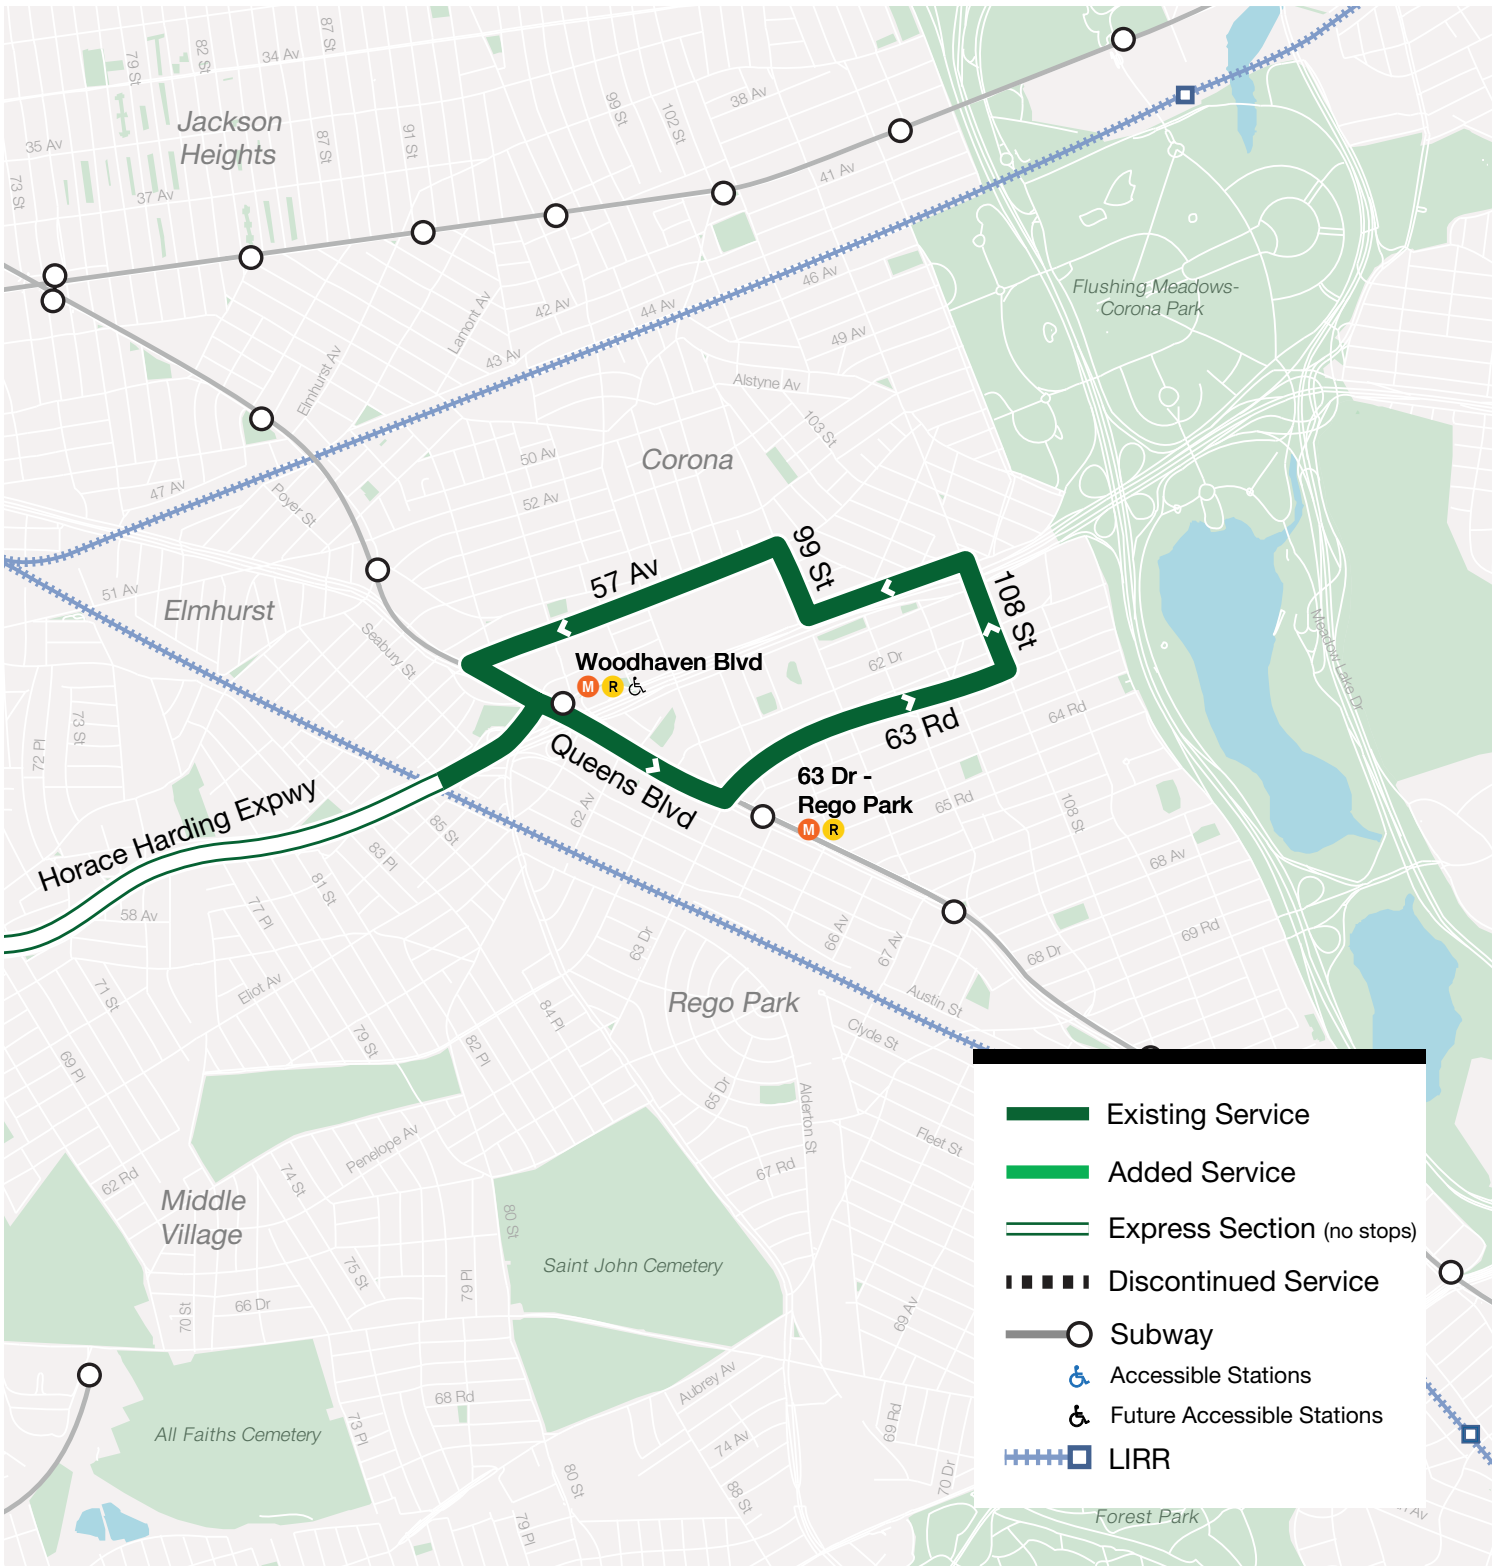 87 St
82 St
79 St
34 Av
Jackson
Heights
35 Av
87 St
91 St
99 St
102 St
38 Av
73 St
37 Av
41 Av
46 Av
Flushing Meadows-
Corona Park
Lamont Av
42 Av
44 Av
49 Av
43 Av
Elmhurst Av
Alstyne Av
103 St
Corona
50 Av
47 Av
Poyer St
52 Av
99 St
57 Av
108 St
51 Av
Elmhurst
Seabury St
Meadow Lake Dr
Woodhaven Blvd
M R
62 Dr
64 Rd
63 Rd
73 St
72 Pl
Queens Blvd
63 Dr -
Rego Park
M R
65 Rd
108 St
62 Av
Horace Harding Expwy
85 St
83 Pl
81 St
77 Pl
58 Av
68 Av
69 Rd
66 Av
67 Av
68 Dr
63 Dr
71 St
Eliot Av
Rego Park
Austin St
Clyde St
84 Pl
79 St
82 Pl
69 Pl
65 Dr
Alderton St
Fleet St
Penelope Av
67 Rd
62 Rd
74 St
Middle
Village
80 St
Saint John Cemetery
75 St
79 Pl
66 Dr
70 St
69 Av
Aubrey Av
68 Rd
73 Pl
All Faiths Cemetery
69 Rd
74 Av
70 Dr
80 St
88 St
79 Pl
Existing Service
Added Service
Express Section (no stops)
Discontinued Service
Subway
Accessible Stations
Future Accessible Stations
LIRR
Forest Park
Av